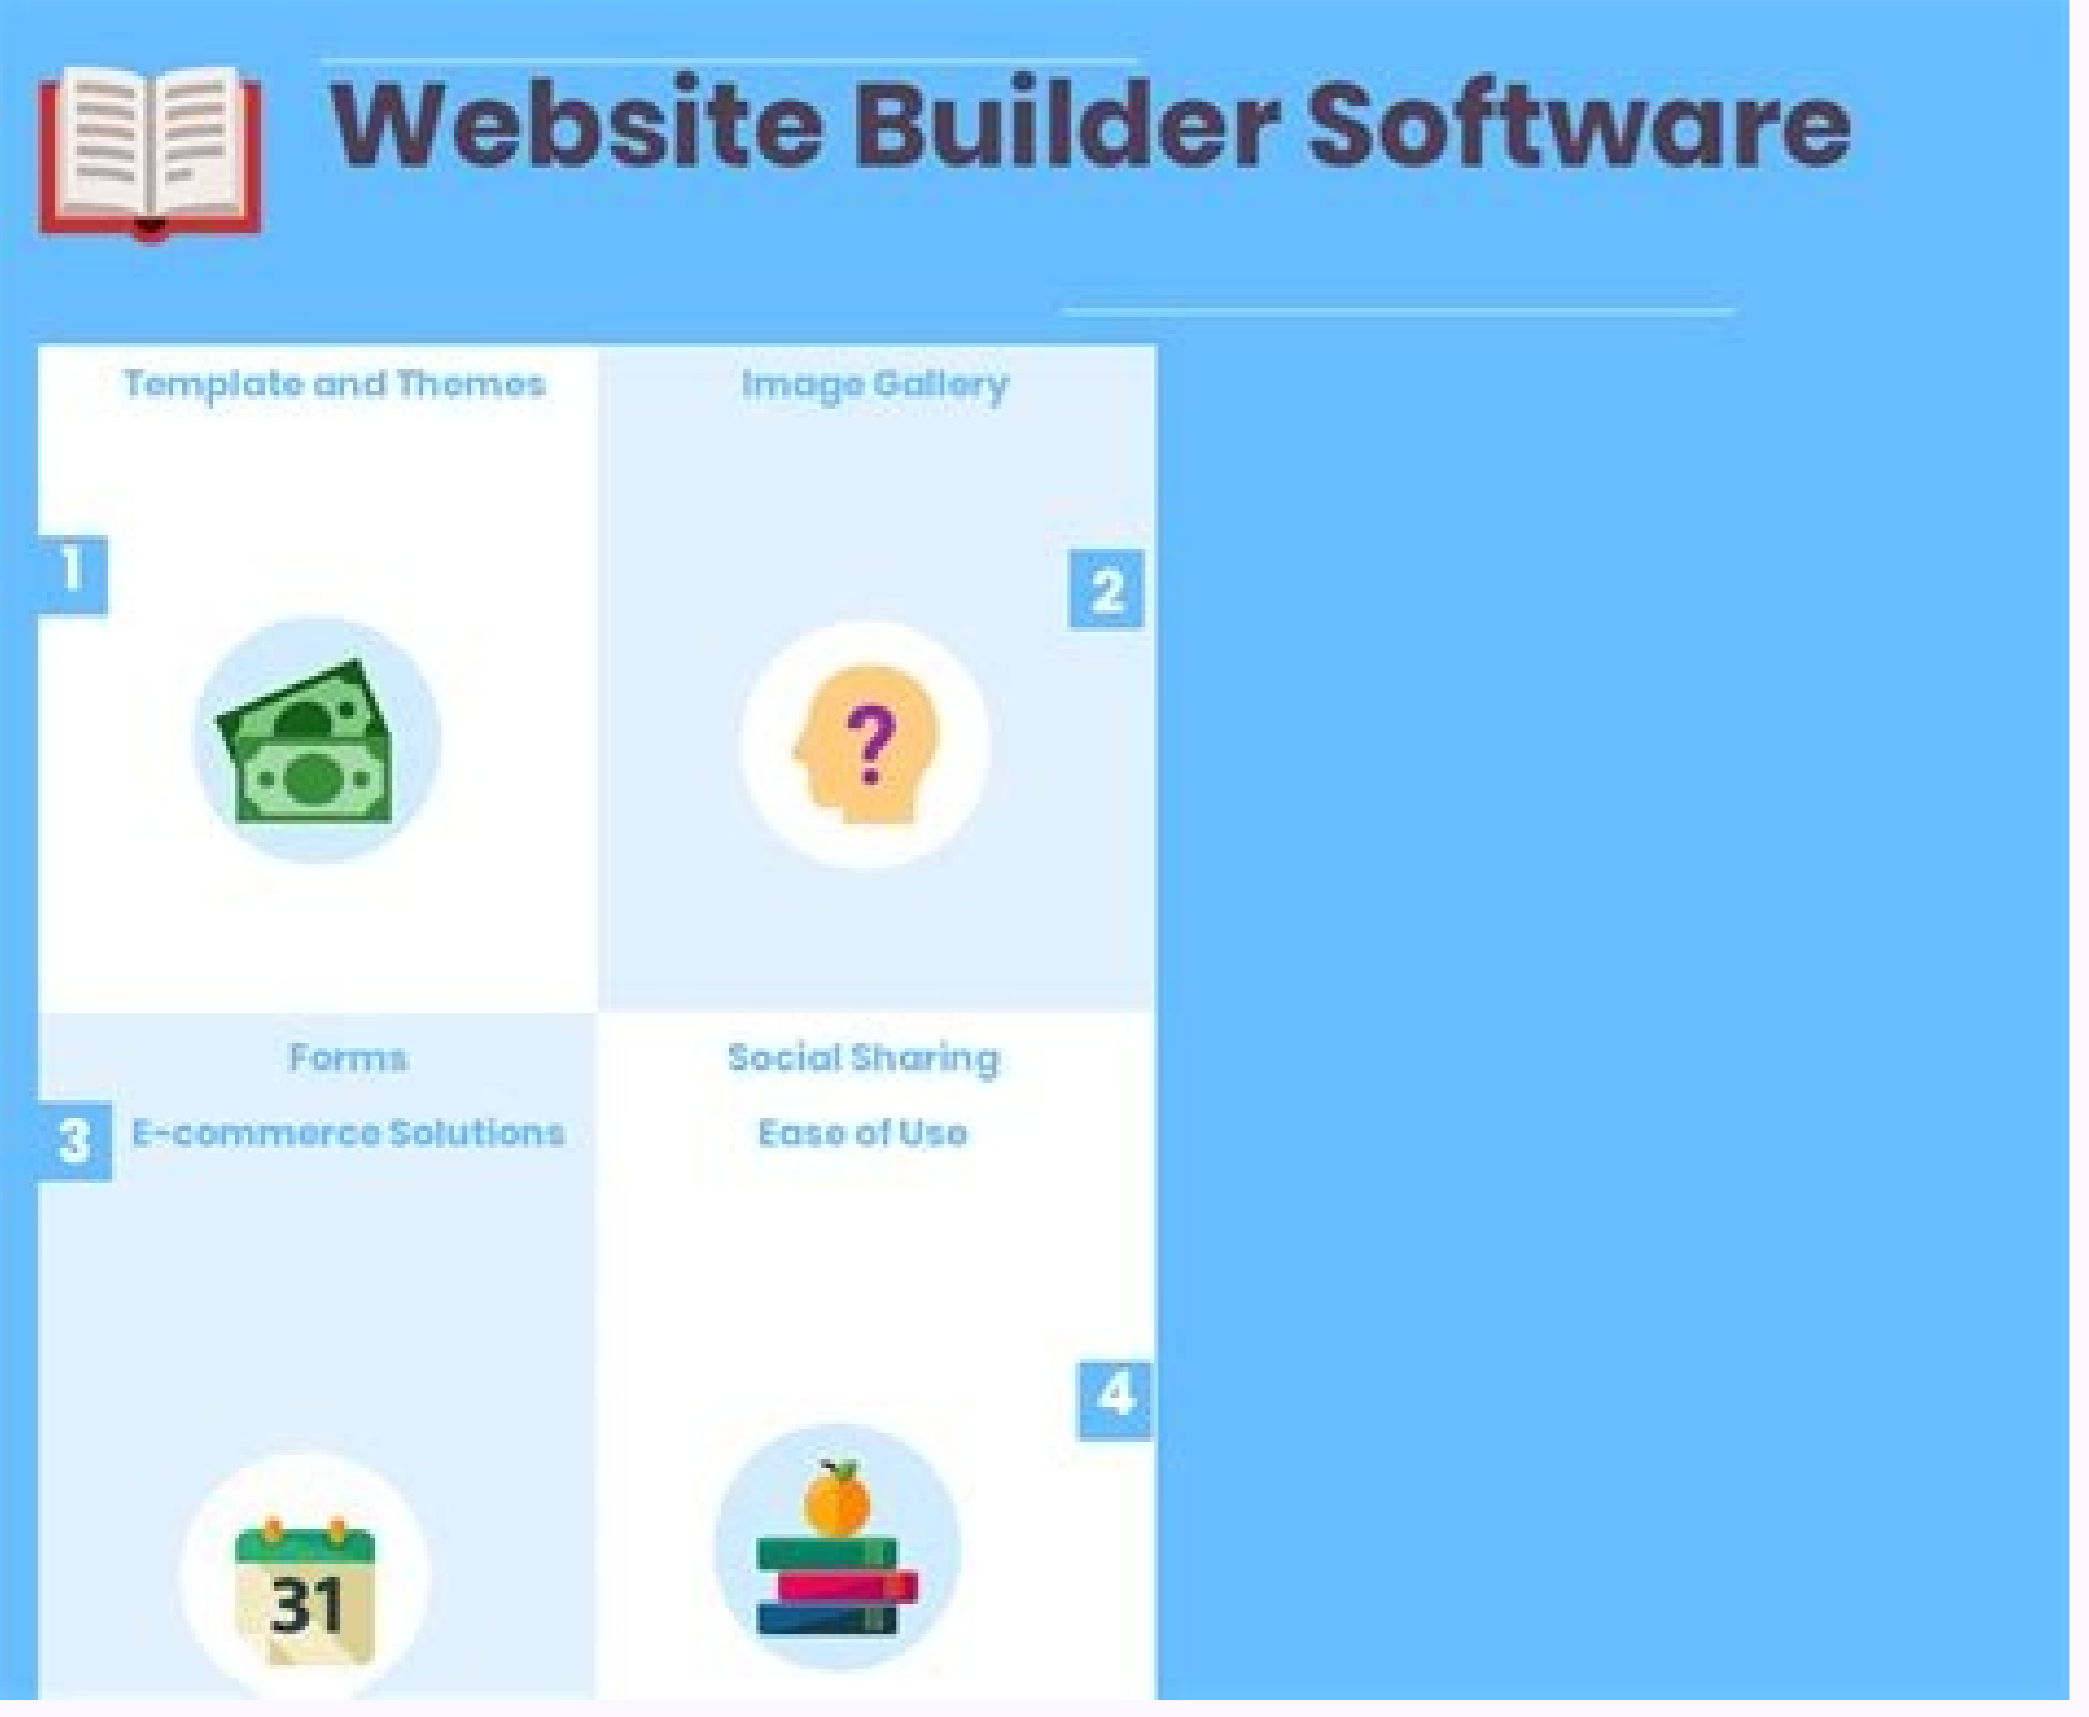 Website Builder Software
Template and Themes
Image Gallery
1
2
?
Forms
Social Sharing
3
E-commerce Solutions
Ease of Use
4
31